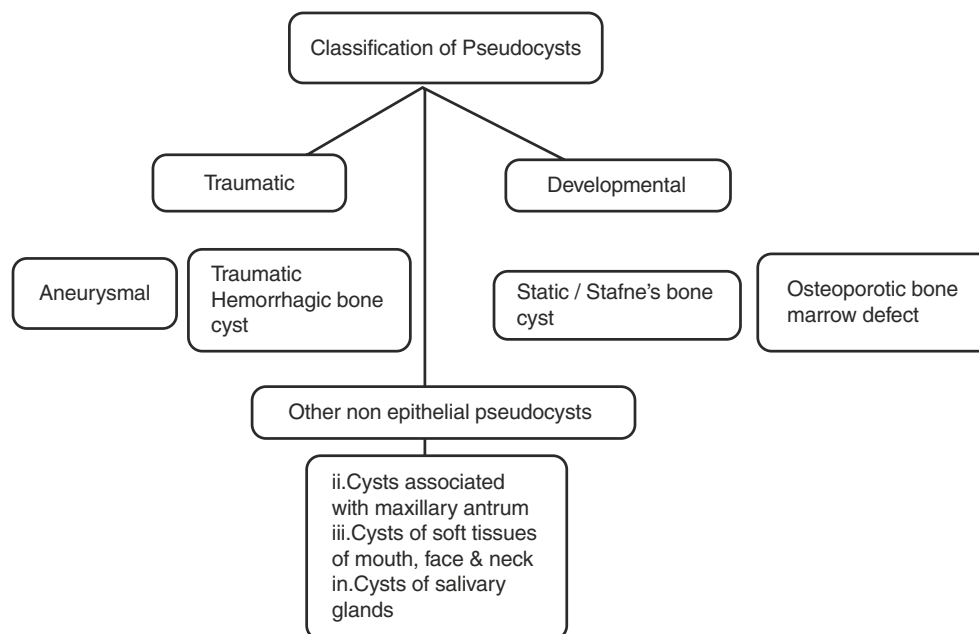 Classification of Pseudocysts
Traumatic
Developmental
Aneurysmal
Traumatic
Hemorrhagic bone
cyst
Static / Stafne's bone
cyst
Osteoporotic bone
marrow defect
Other non epithelial pseudocysts
ii.Cysts associated
with maxillary antrum
iii.Cysts of soft tissues
of mouth, face & neck
in.Cysts of salivary
glands